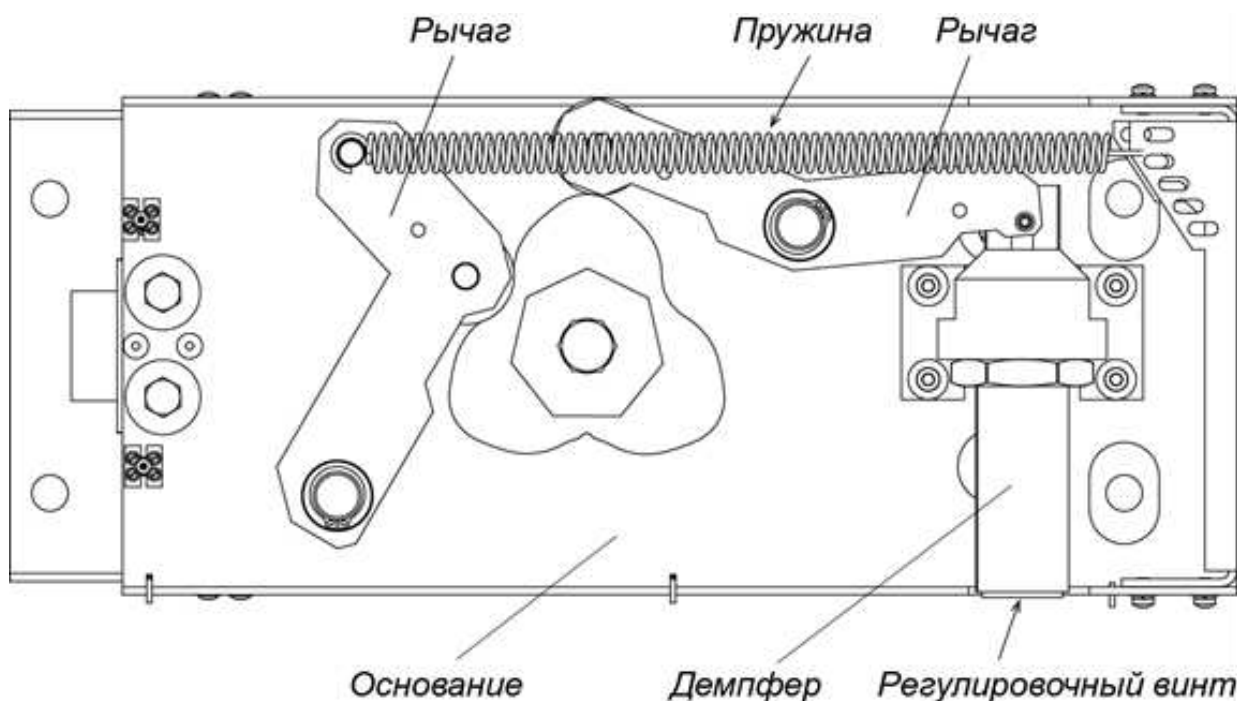 Рычаг
Пружина
Рычаг
Основание
Демпфер
Регулировочный винт